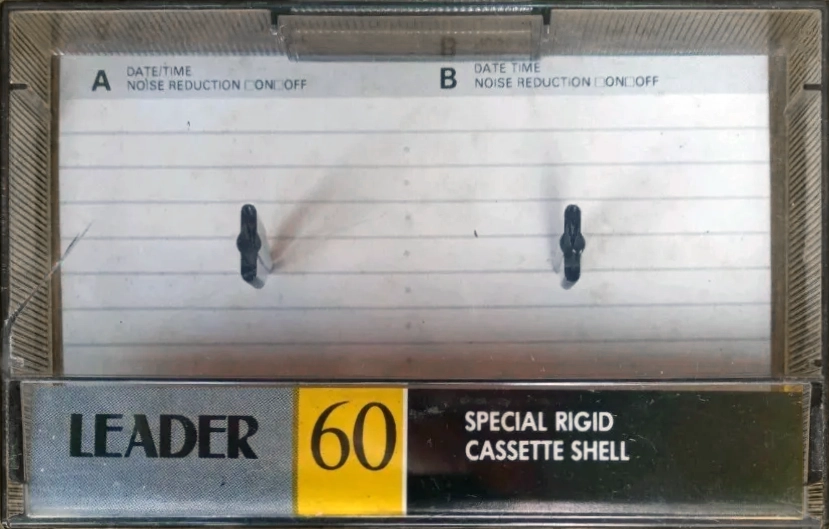 A DATE/TIME
NOISE REDUCTION □ON□OFF
B DATE TIME
NOISE REDUCTION □ON□OFF
LEADER 60
SPECIAL RIGID
CASSETTE SHELL